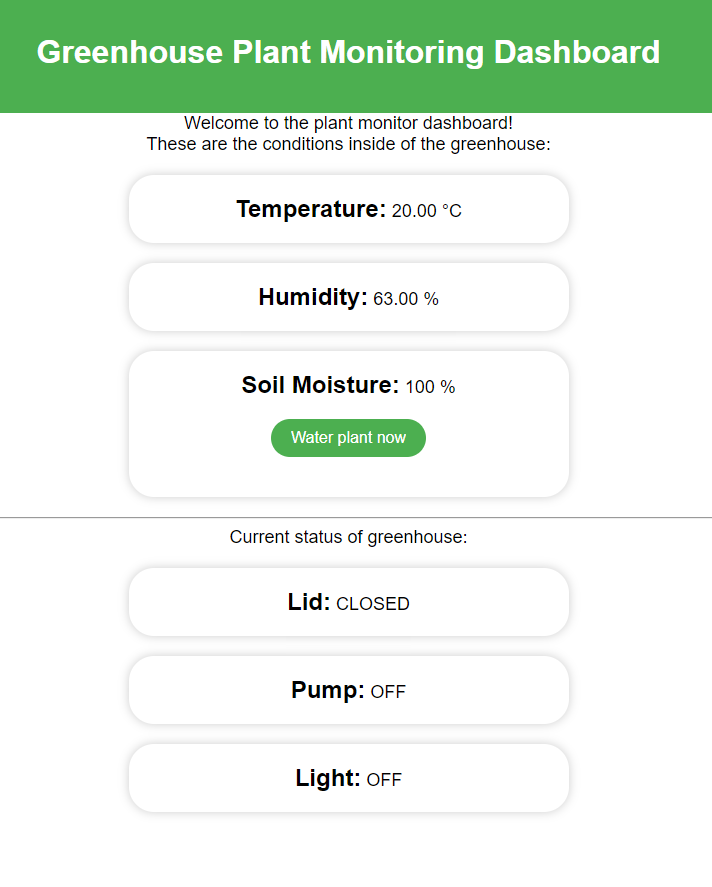 Greenhouse Plant Monitoring Dashboard
Welcome to the plant monitor dashboard!
These are the conditions inside of the greenhouse:
Temperature: 20.00 °C
Humidity: 63.00 %
Soil Moisture: 100 %
Water plant now
Current status of greenhouse:
Lid: CLOSED
Pump: OFF
Light: OFF